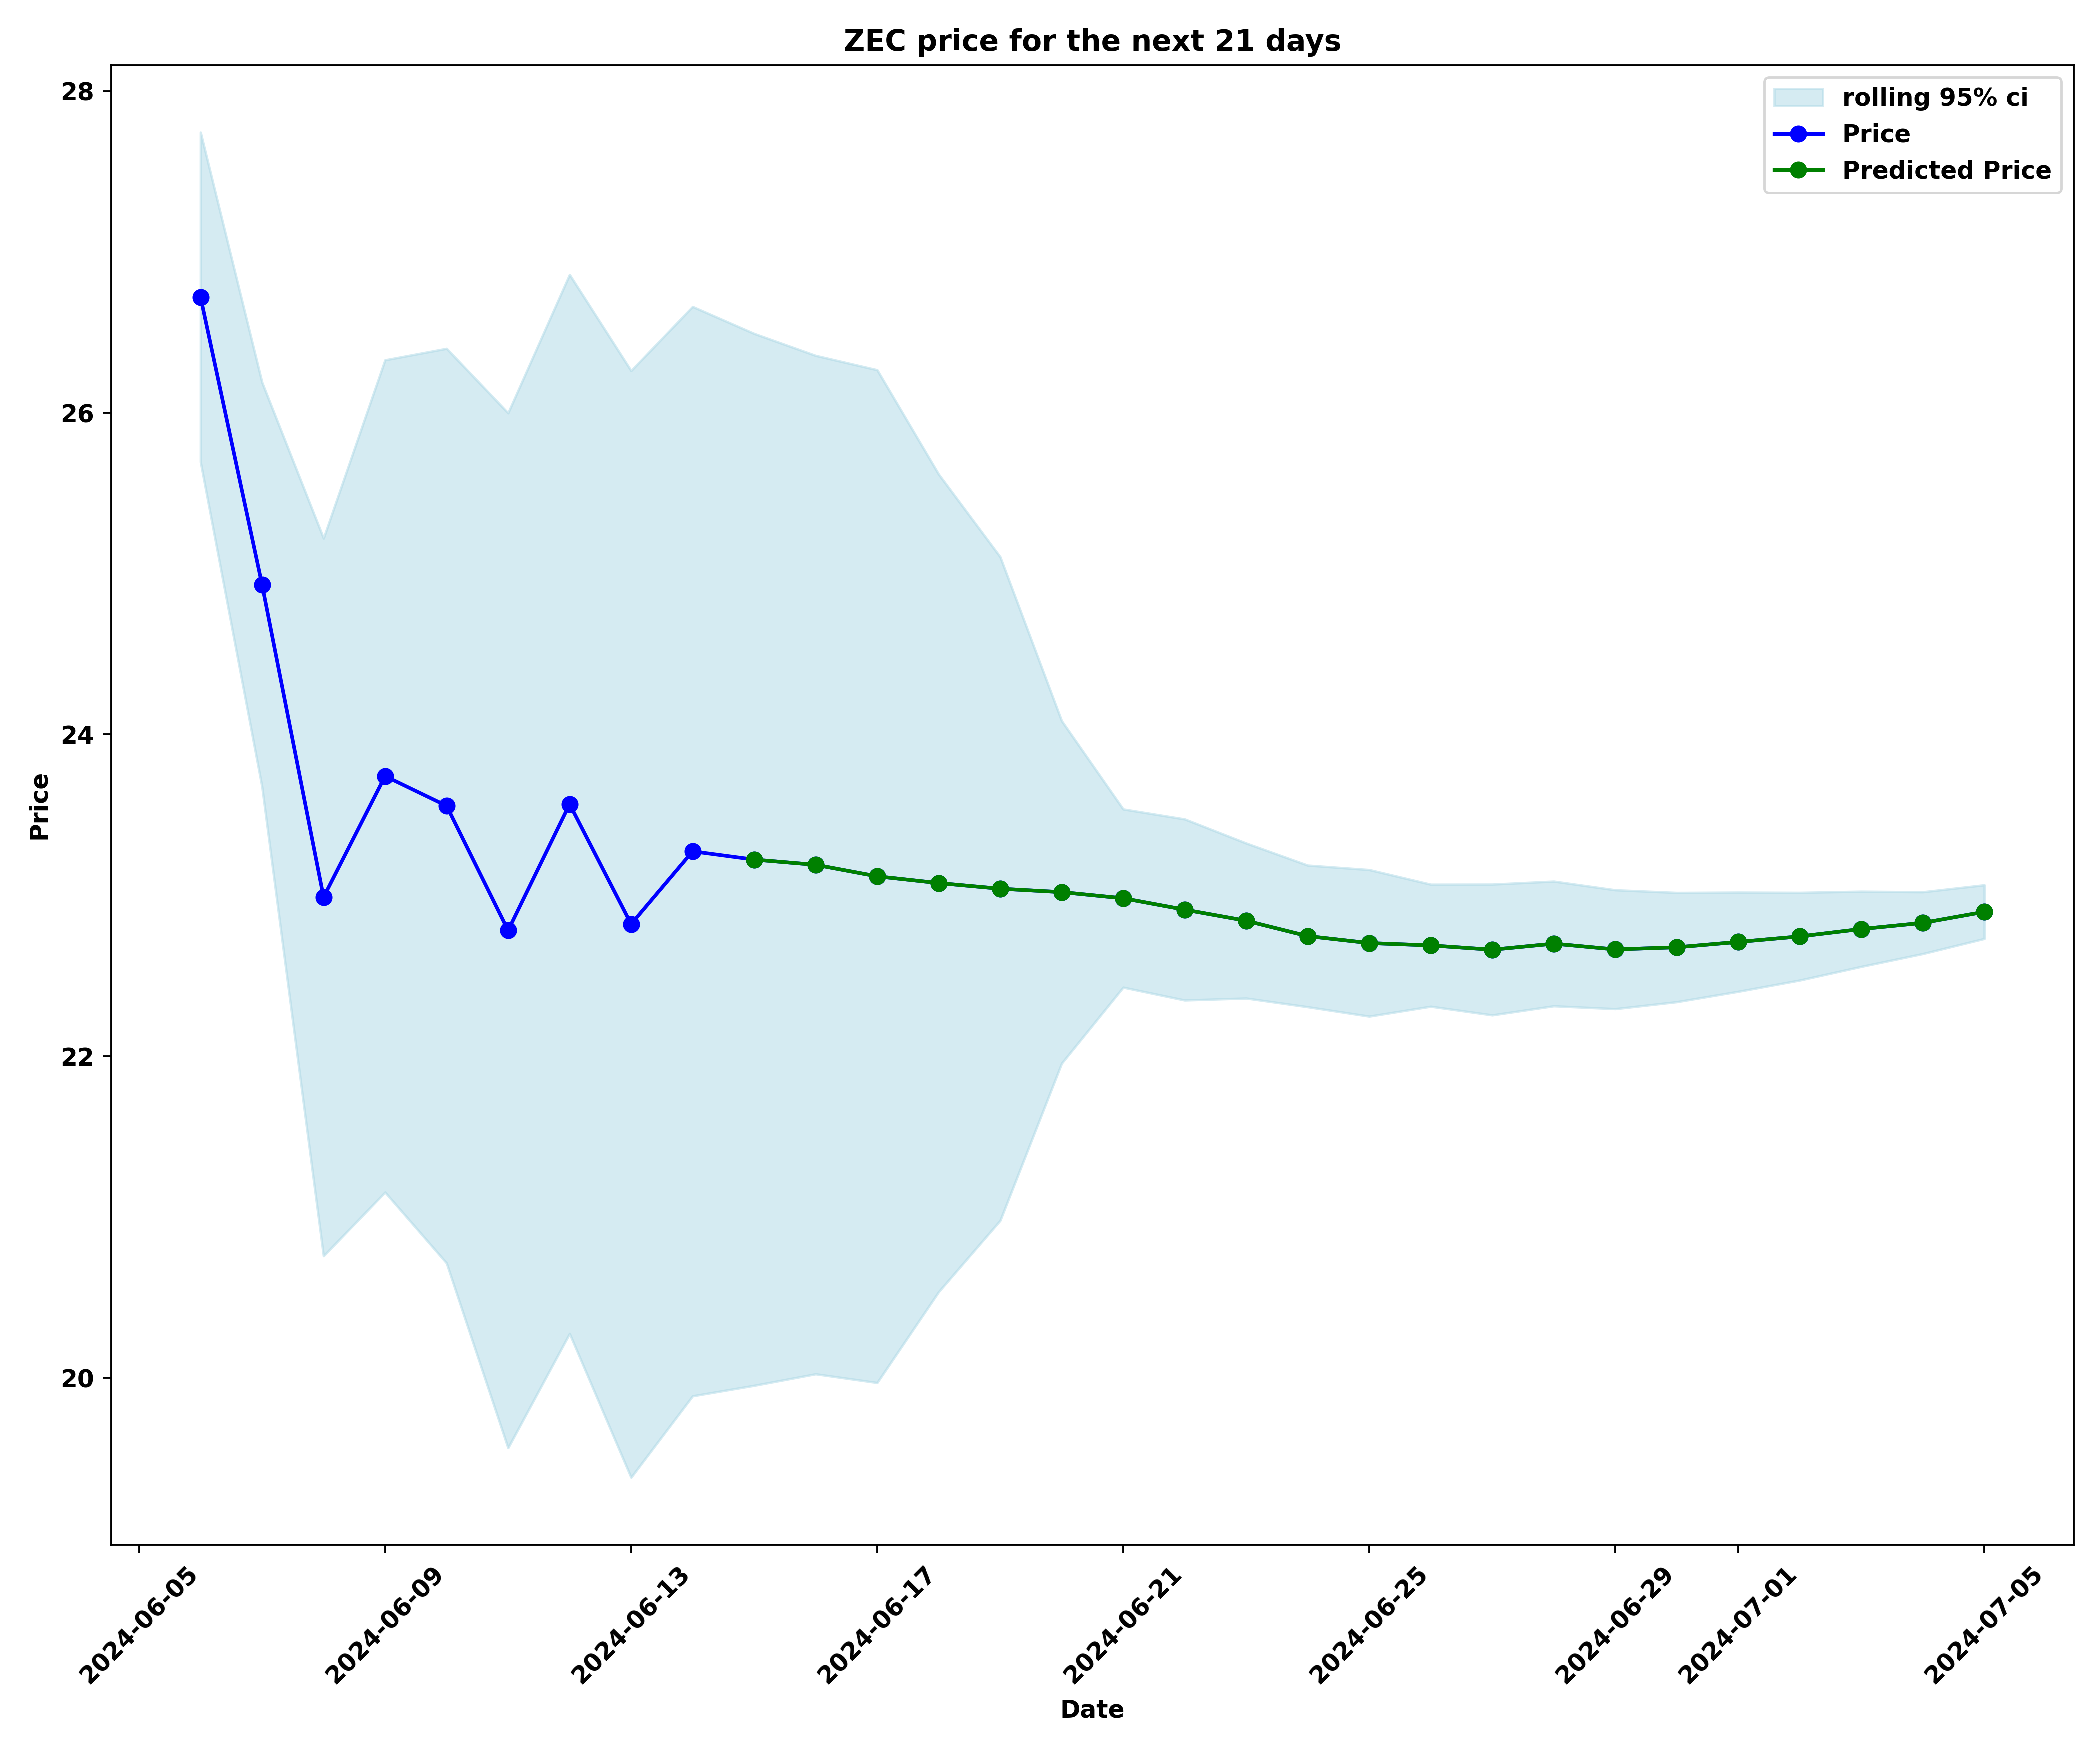 ZEC price for the next 21 days
rolling 95% ci
Price
Predicted Price
28
26
24
22
20
Price
2024-06-05
2024-06-09
2024-06-13
2024-06-17
2024-06-21
2024-06-25
2024-06-29
2024-07-01
2024-07-05
Date